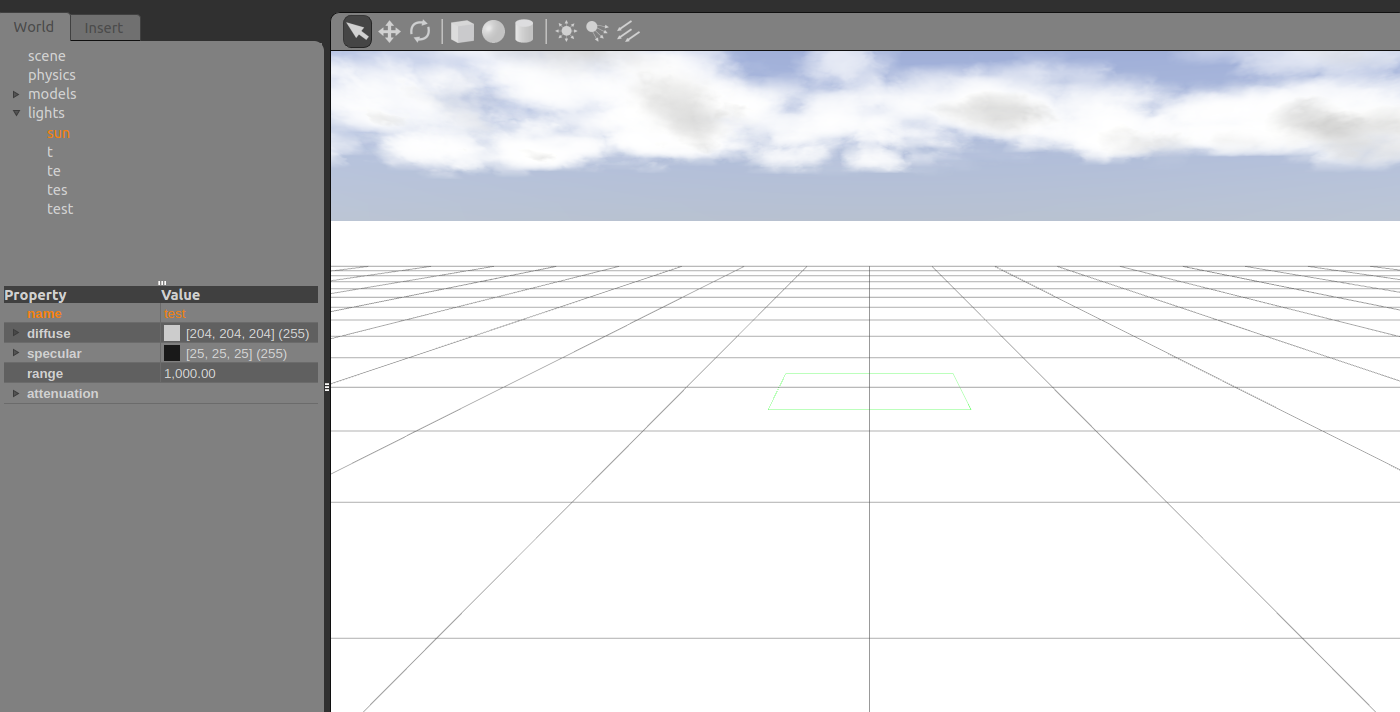 World Insert
scene
physics
models
lights
sun
t
te
tes
test
Property Value
name test
diffuse [204, 204, 204] (255)
specular [25, 25, 25] (255)
range 1,000.00
attenuation